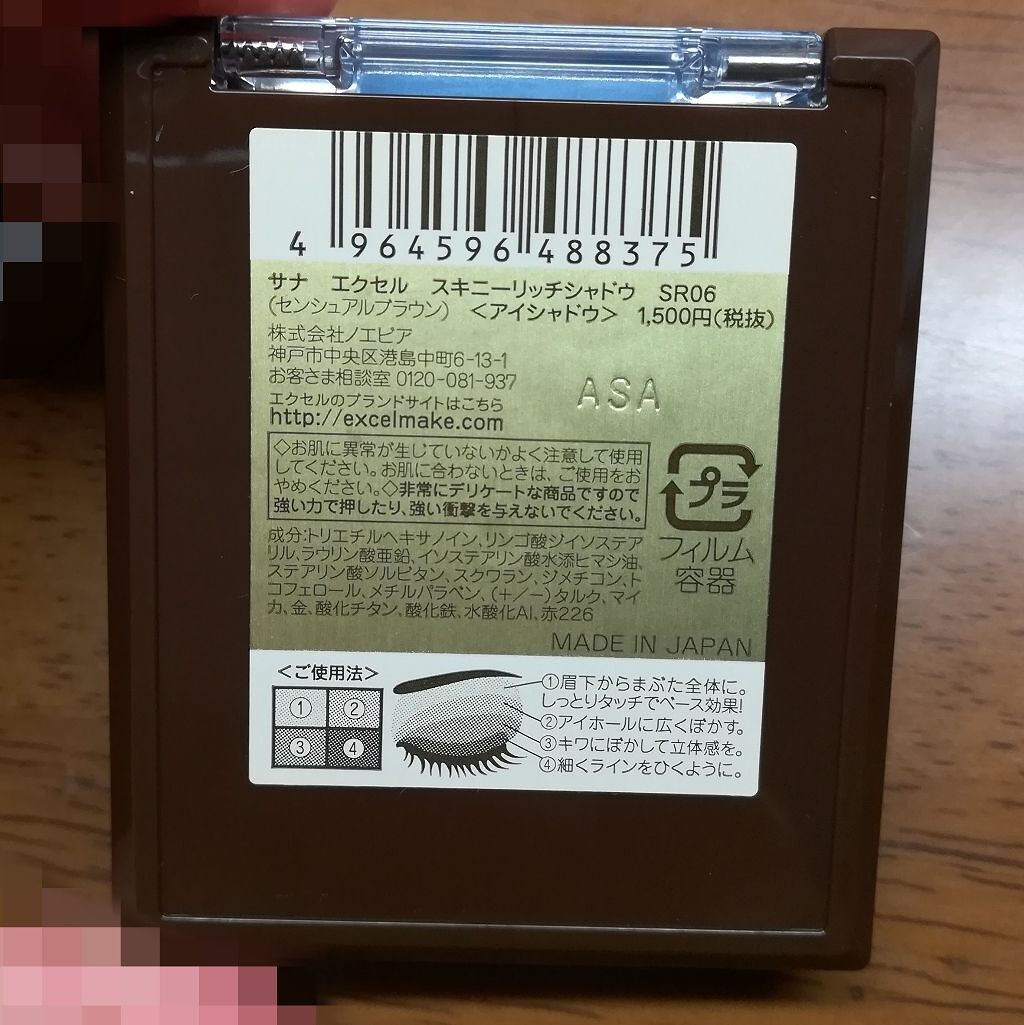 4 964596 488375
サナ エクセル スキニーリッチシャドウ SR06
(センシュアルブラウン) <アイシャドウ> 1,500円(税抜)
株式会社ノエビア
神戸市中央区港島中町6-13-1
お客さま相談室 0120-081-937
ASA
エクセルのブランドサイトはこちら
http://excelmake.com
◇お肌に異常が生じていないかよく注意して使用
してください。お肌に合わないときは、ご使用をお
やめください。◇非常にデリケートな商品ですので
強い力で押したり、強い衝撃を与えないでください。
プラ
フィルム
容器
成分:トリエチルヘキサノイン、リンゴ酸ジイソステア
リル、ラウリン酸亜鉛、イソステアリン酸水添ヒマシ油、
ステアリン酸ソルビタン、スクワラン、ジメチコン、ト
コフェロール、メチルパラベン、(+/−)タルク、マイ
カ、金、酸化チタン、酸化鉄、水酸化Al、赤226
MADE IN JAPAN
<ご使用法>
① ②
③ ④
①眉下からまぶた全体に。
しっとりタッチでベース効果!
②アイホールに広くぼかす。
③キワにぼかして立体感を。
④細くラインをひくように。